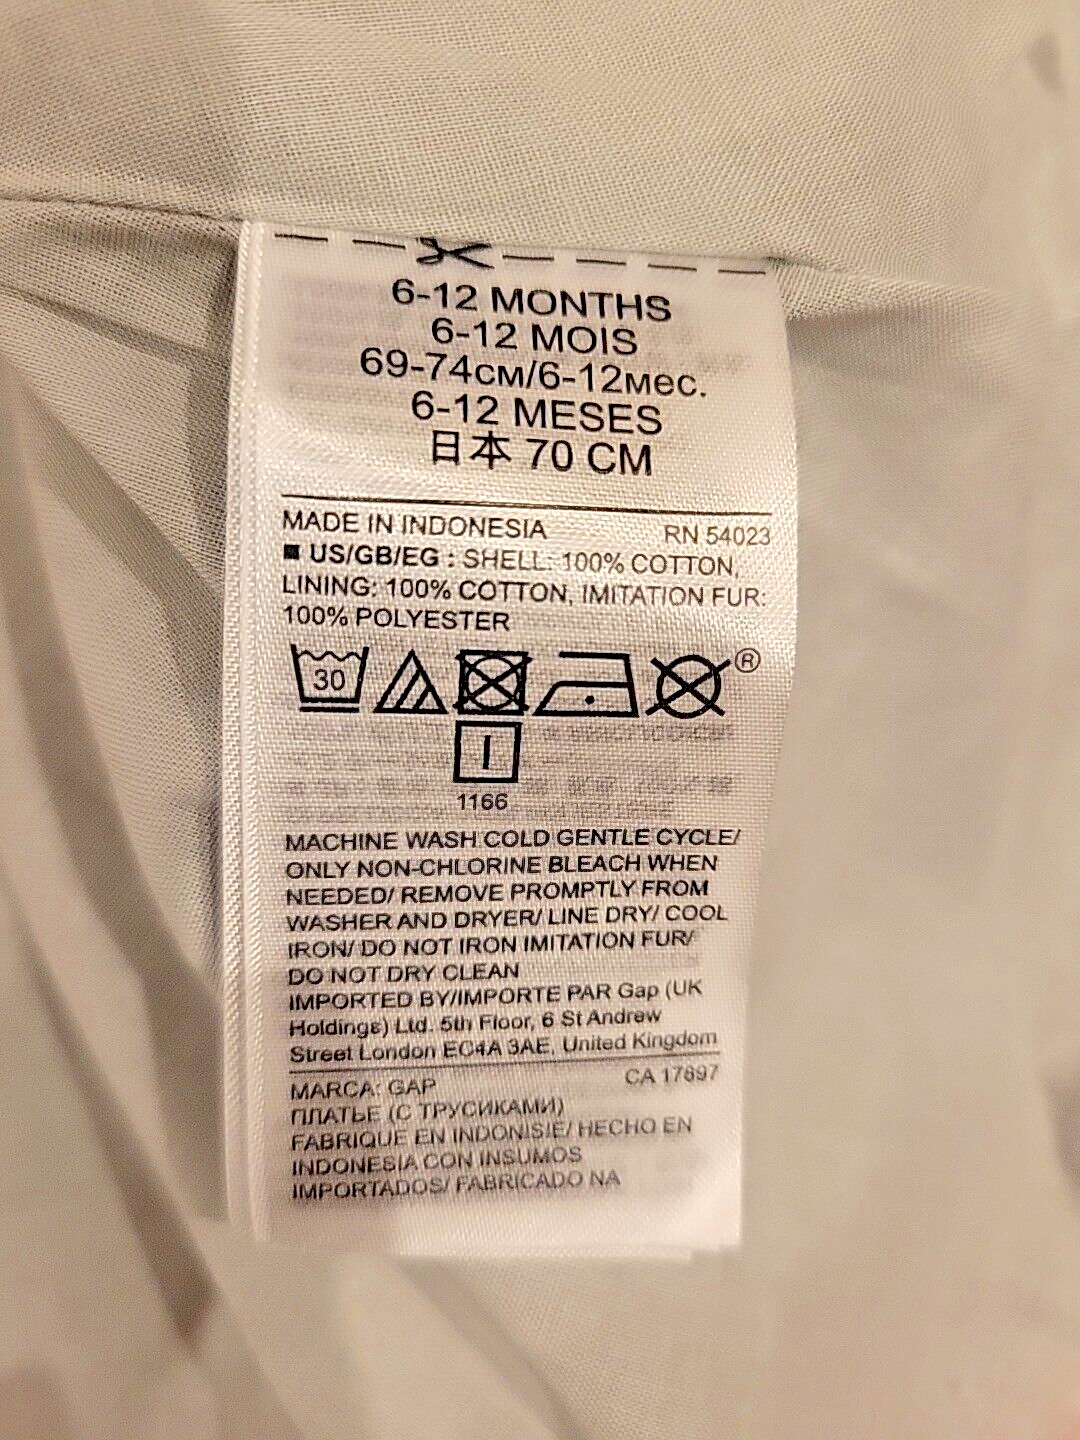 6-12 MONTHS
6-12 MOIS
69-74см/6-12мес.
6-12 MESES
日本 70 CM
MADE IN INDONESIA RN 54023
■ US/GB/EG : SHELL: 100% COTTON,
LINING: 100% COTTON, IMITATION FUR:
100% POLYESTER
30
®
1166
MACHINE WASH COLD GENTLE CYCLE/
ONLY NON-CHLORINE BLEACH WHEN
NEEDED/ REMOVE PROMPTLY FROM
WASHER AND DRYER/ LINE DRY/ COOL
IRON/ DO NOT IRON IMITATION FUR/
DO NOT DRY CLEAN
IMPORTED BY/IMPORTE PAR Gap (UK
Holdings) Ltd. 5th Floor, 6 St Andrew
Street London EC4A 3AE, United Kingdom
MARCA: GAP CA 17897
ПЛАТЬЕ (С ТРУСИКАМИ)
FABRIQUE EN INDONISIE/ HECHO EN
INDONESIA CON INSUMOS
IMPORTADOS/ FABRICADO NA